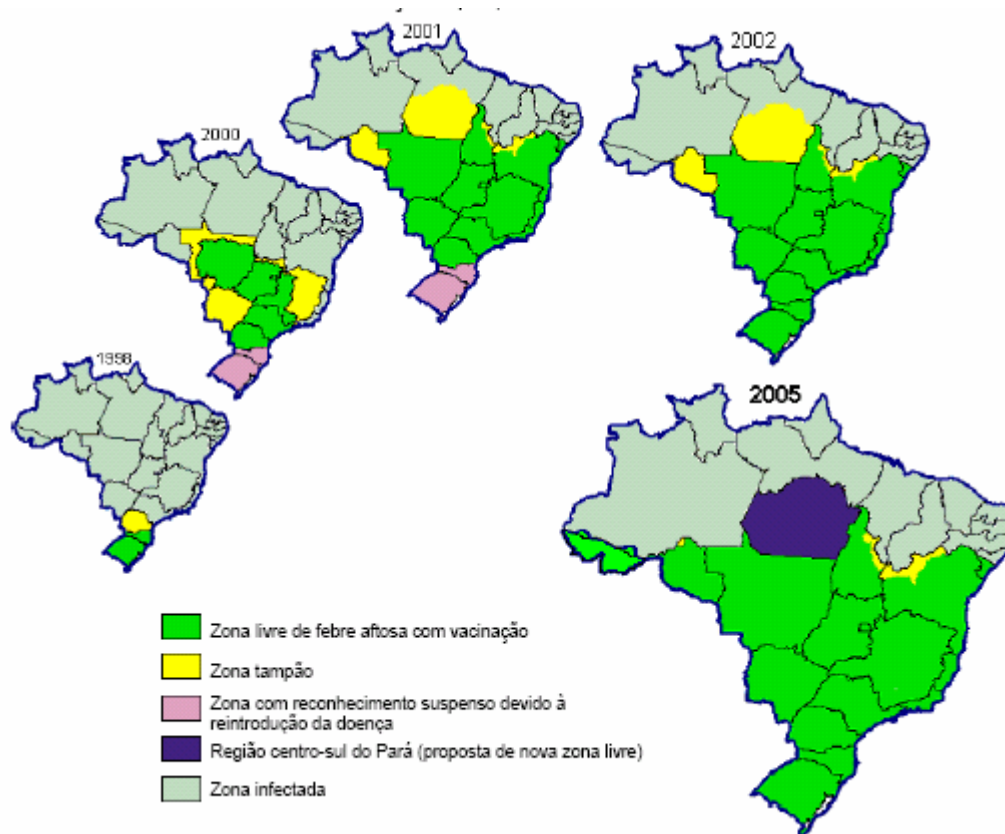 2001
2002
2000
1998
2005
Zona livre de febre aftosa com vacinação
Zona tampão
Zona com reconhecimento suspenso devido à
reintrodução da doença
Região centro-sul do Pará (proposta de nova zona livre)
Zona infectada